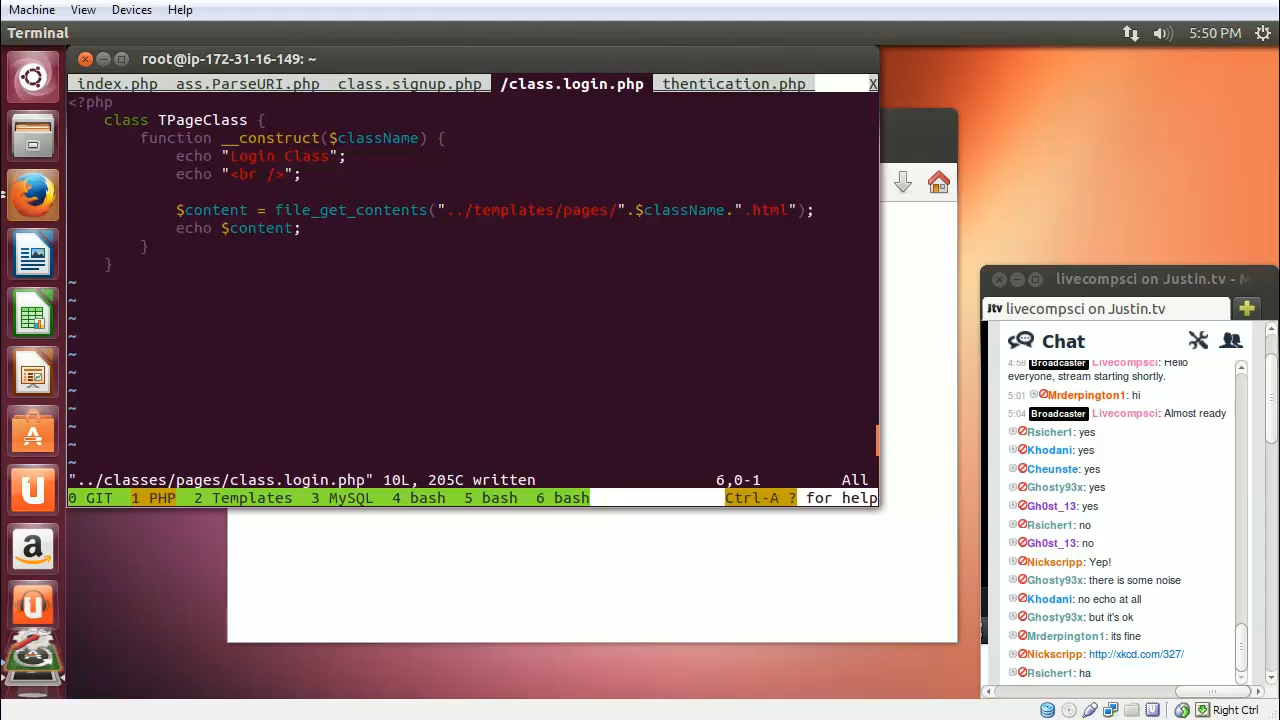 Machine View Devices Help
Terminal
5:50 PM
root@ip-172-31-16-149: ~
index.php ass.ParseURI.php class.signup.php /class.login.php thentication.php X
<?php
class TPageClass {
function __construct($className) {
echo "Login Class";
echo "<br />";
$content = file_get_contents("../templates/pages/".$className.".html");
echo $content;
}
}
~
~
~
~
~
~
~
~
~
~
~
"../classes/pages/class.login.php" 10L, 205C written 6,0-1 All
0 GIT 1 PHP 2 Templates 3 MySQL 4 bash 5 bash 6 bash Ctrl-A ? for help
livecompsci on Justin.tv -
jtv livecompsci on Justin.tv
Chat
4:58 Broadcaster Livecompsci: Hello
everyone, stream starting shortly.
5:01 Mrderpington1: hi
5:04 Broadcaster Livecompsci: Almost ready
Rsicher1: yes
Khodani: yes
Cheunste: yes
Ghosty93x: yes
Gh0st_13: yes
Rsicher1: no
Gh0st_13: no
Nickscripp: Yep!
Ghosty93x: there is some noise
Khodani: no echo at all
Ghosty93x: but it's ok
Mrderpington1: its fine
Nickscripp: http://xkcd.com/327/
Rsicher1: ha
Right Ctrl